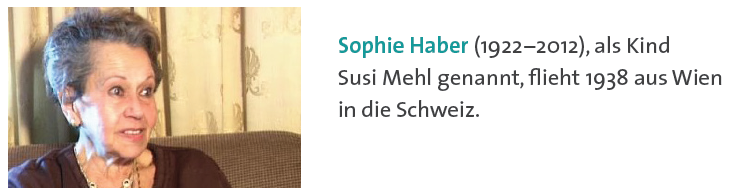 Sophie Haber (1922–2012), als Kind
Susi Mehl genannt, flieht 1938 aus Wien
in die Schweiz.